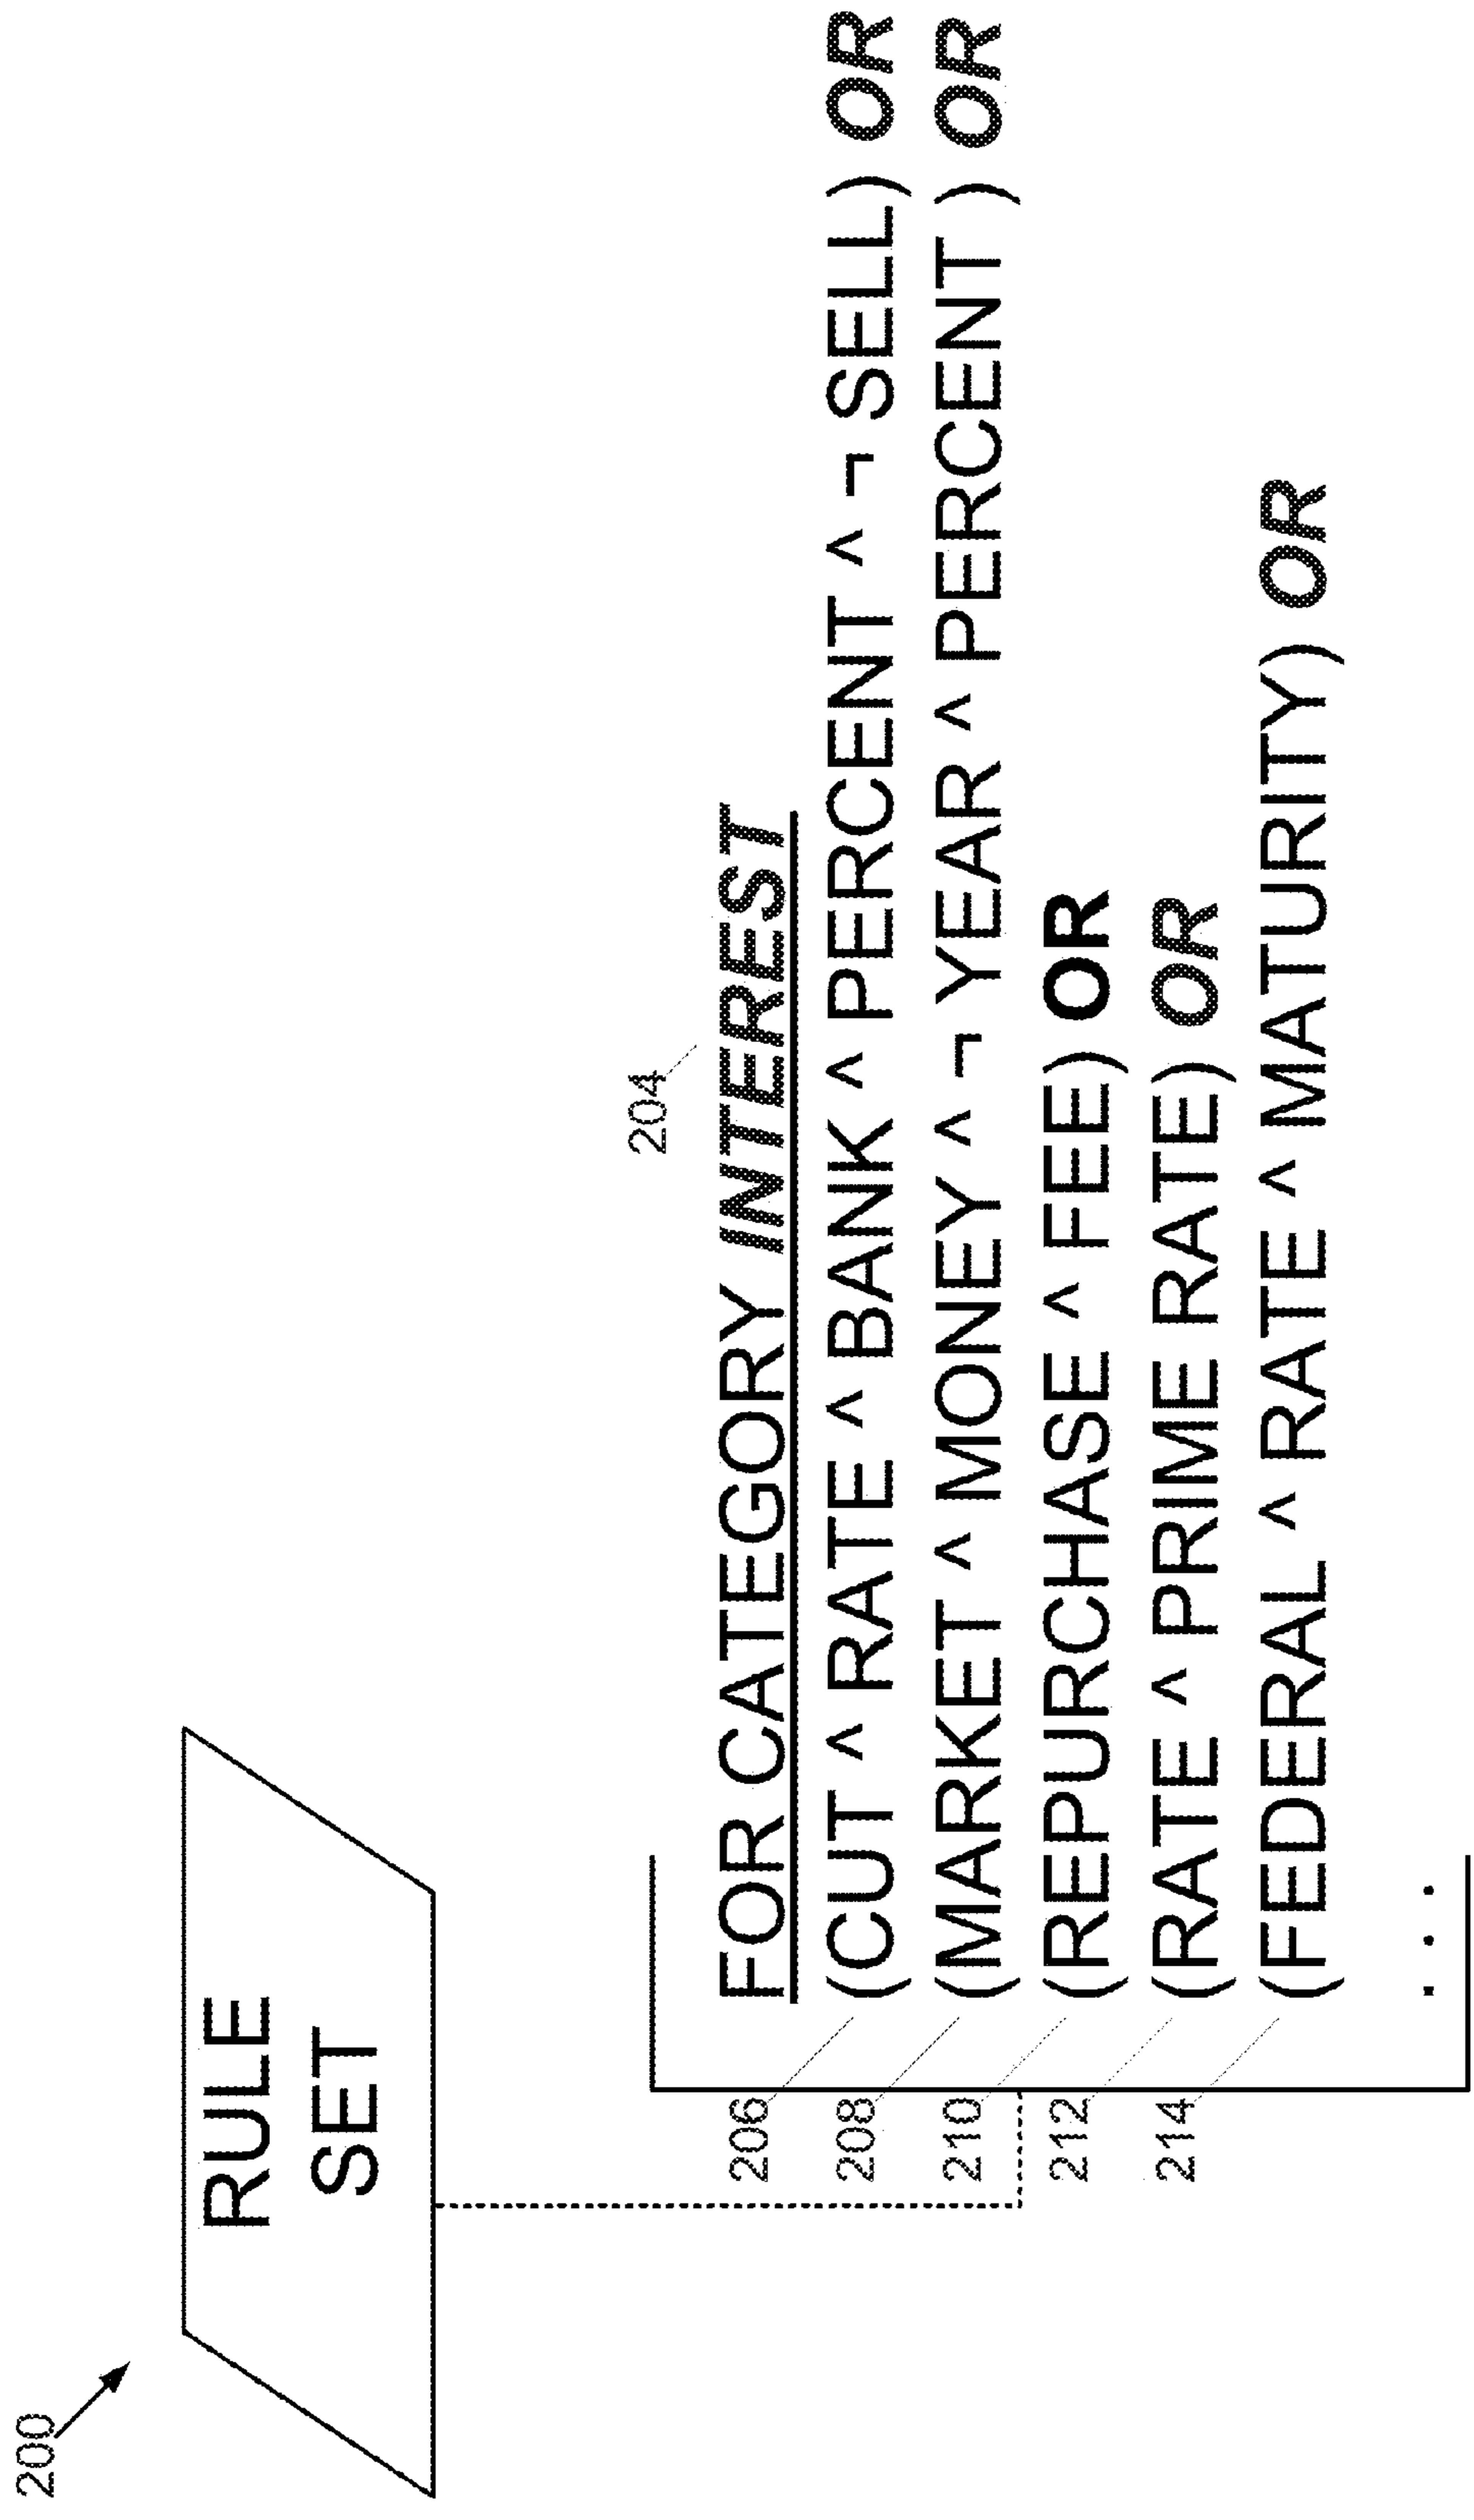 200
RULE
SET
204
FOR CATEGORY INTEREST
206
(CUT ^ RATE ^ BANK ^ PERCENT ^ ¬ SELL) OR
208
(MARKET ^ MONEY ^ ¬ YEAR ^ PERCENT ) OR
210
(REPURCHASE ^ FEE) OR
212
(RATE ^ PRIME RATE) OR
214
(FEDERAL ^ RATE ^ MATURITY) OR
...